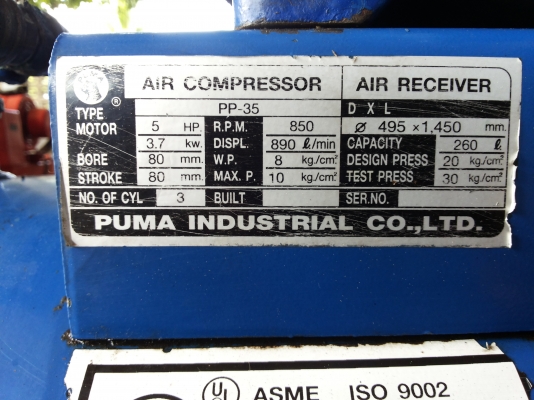 AIR COMPRESSOR AIR RECEIVER
®
TYPE PP-35 D X L
MOTOR 5 HP. R.P.M. 850 ø 495 ×1,450 mm.
3.7 kw. DISPL. 890 ℓ/min CAPACITY 260 ℓ
BORE 80 mm. W.P. 8 kg/cm² DESIGN PRESS 20 kg/cm²
STROKE 80 mm. MAX. P. 10 kg/cm² TEST PRESS 30 kg/cm²
NO. OF CYL 3 BUILT SER.NO.
PUMA INDUSTRIAL CO.,LTD.
UL ASME ISO 9002